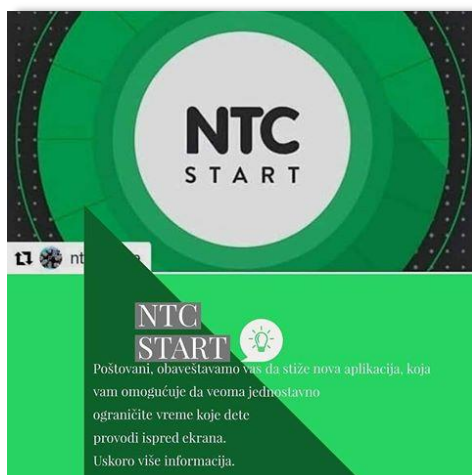 NTC
START
NTC
START
Poštovani, obaveštavamo vas da stiže nova aplikacija, koja
vam omogućuje da veoma jednostavno
ograničite vreme koje dete
provodi ispred ekrana.
Uskoro više informacija.